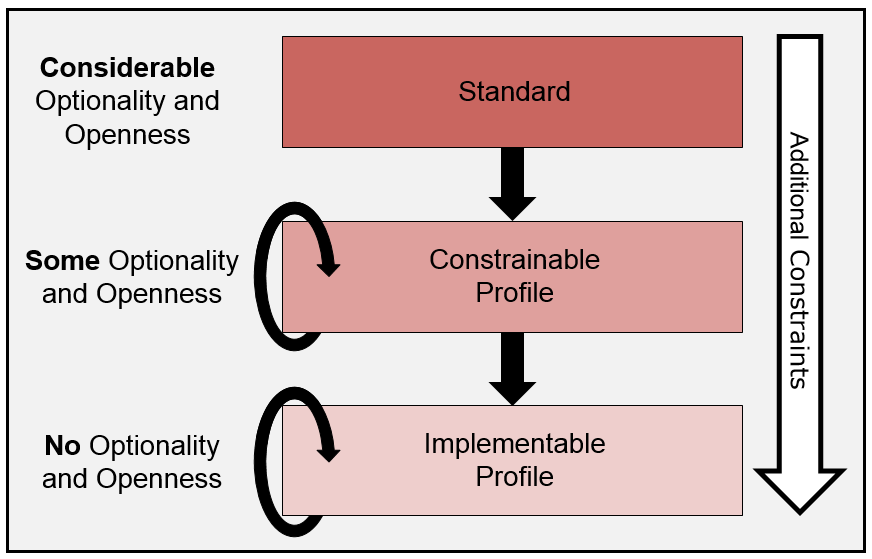 Considerable
Optionality and
Openness
Standard
Additional Constraints
Some Optionality
and Openness
Constrainable
Profile
No Optionality
and Openness
Implementable
Profile